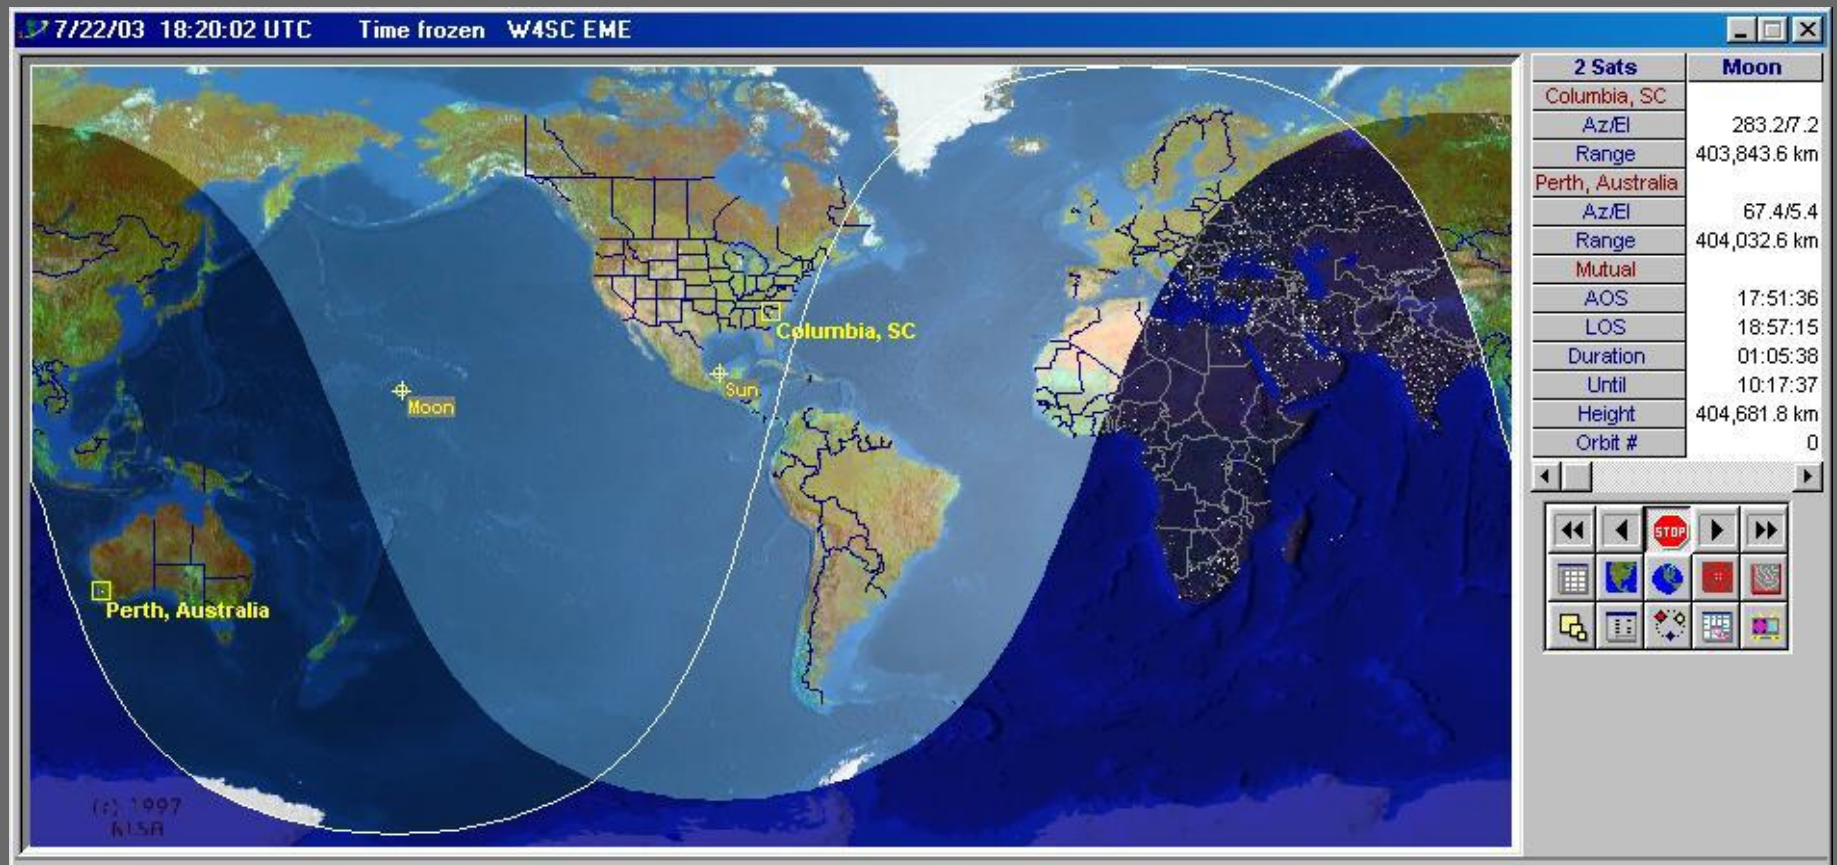 7/22/03 18:20:02 UTC Time frozen W4SC EME
2 Sats Moon
Columbia, SC
Az/El 283.2/7.2
Range 403,843.6 km
Perth, Australia
Az/El 67.4/5.4
Range 404,032.6 km
Mutual
AOS 17:51:36
LOS 18:57:15
Duration 01:05:38
Until 10:17:37
Height 404,681.8 km
Orbit # 0
STOP
Columbia, SC
Sun
Moon
Perth, Australia
(c) 1997
NLSA